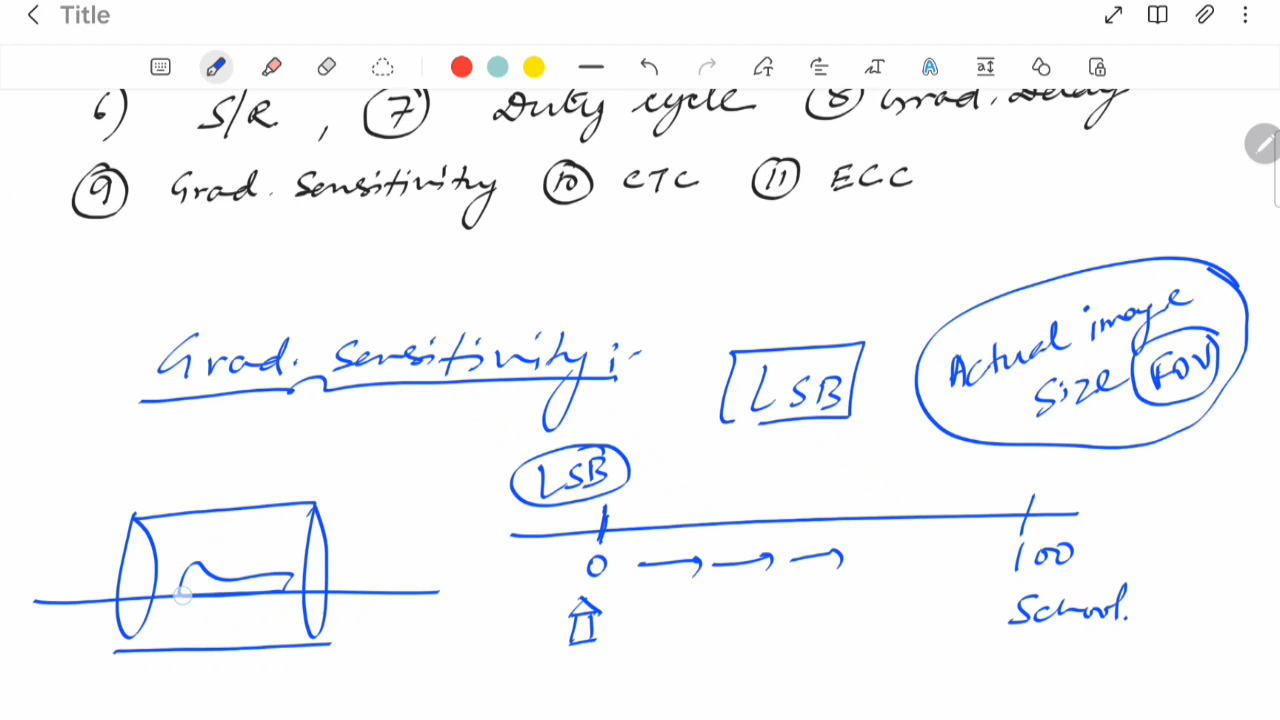 Title
6) S/R , (7) Duty cycle (8) Grad. Delay
(9) Grad. Sensitivity (10) CTC (11) ECC
Grad. Sensitivity :-
LSB
Actual image
Size FOV
LSB
0
100
School.